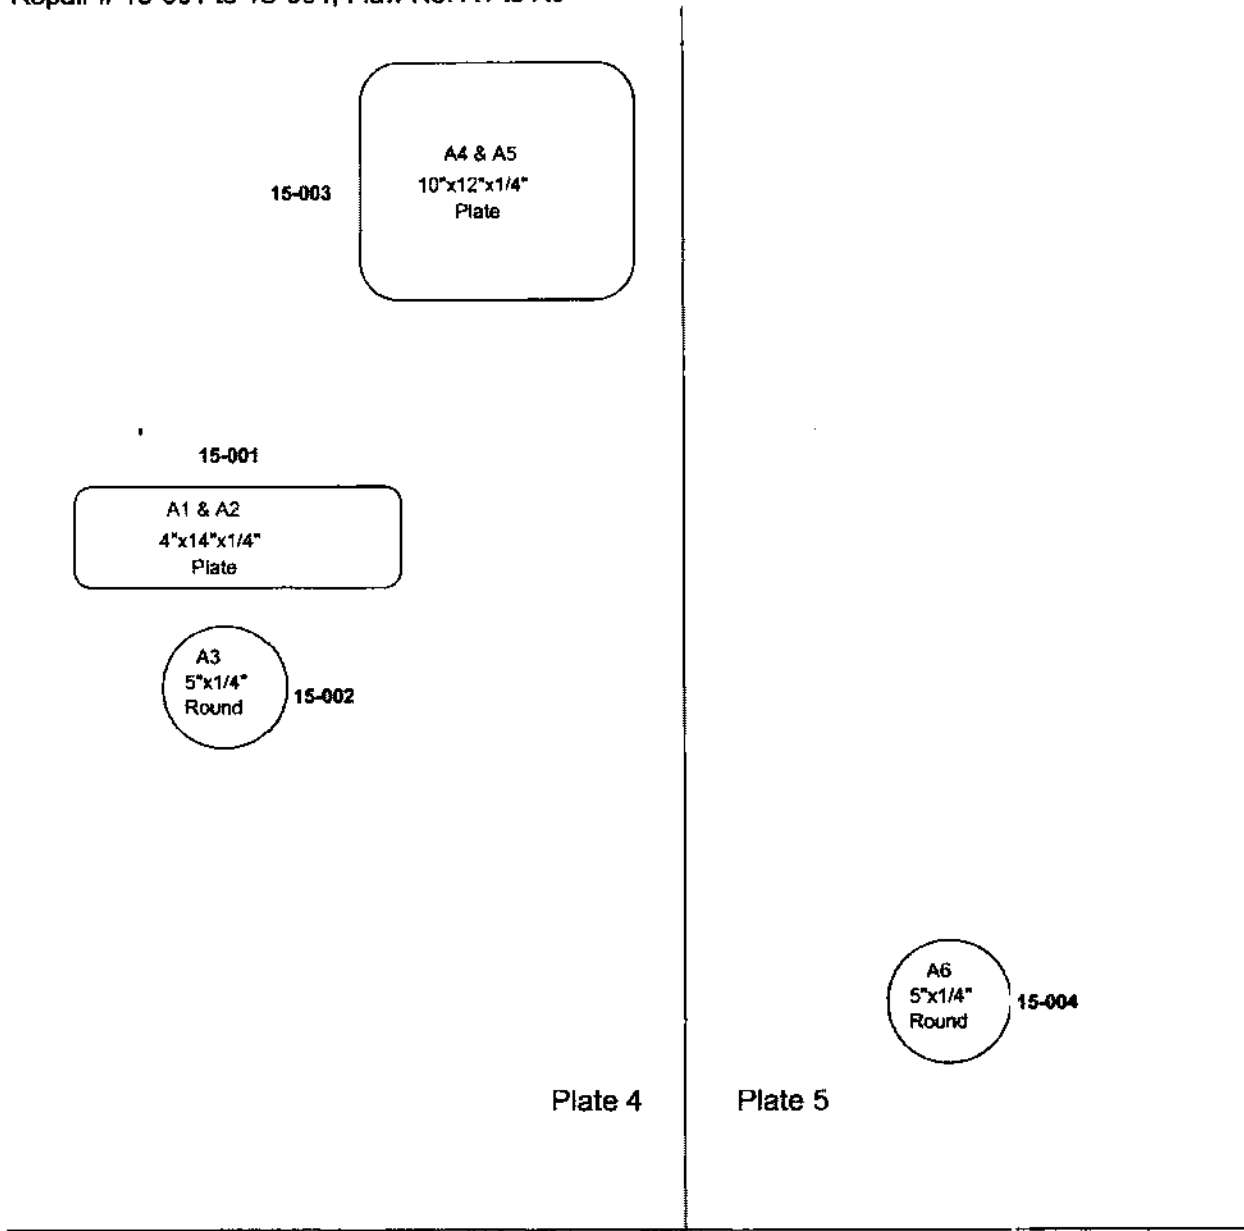 15-003
A4 & A5
10"x12"x1/4"
Plate
15-001
A1 & A2
4"x14"x1/4"
Plate
A3
5"x1/4"
Round
15-002
A6
5"x1/4"
Round
15-004
Plate 4
Plate 5